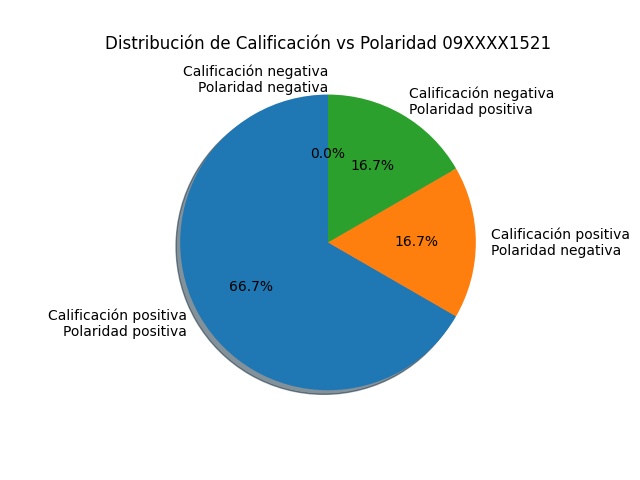 Distribución de Calificación vs Polaridad 09XXXX1521
Calificación negativa
Polaridad negativa
Calificación negativa
Polaridad positiva
0.0%
16.7%
Calificación positiva
Polaridad negativa
16.7%
66.7%
Calificación positiva
Polaridad positiva